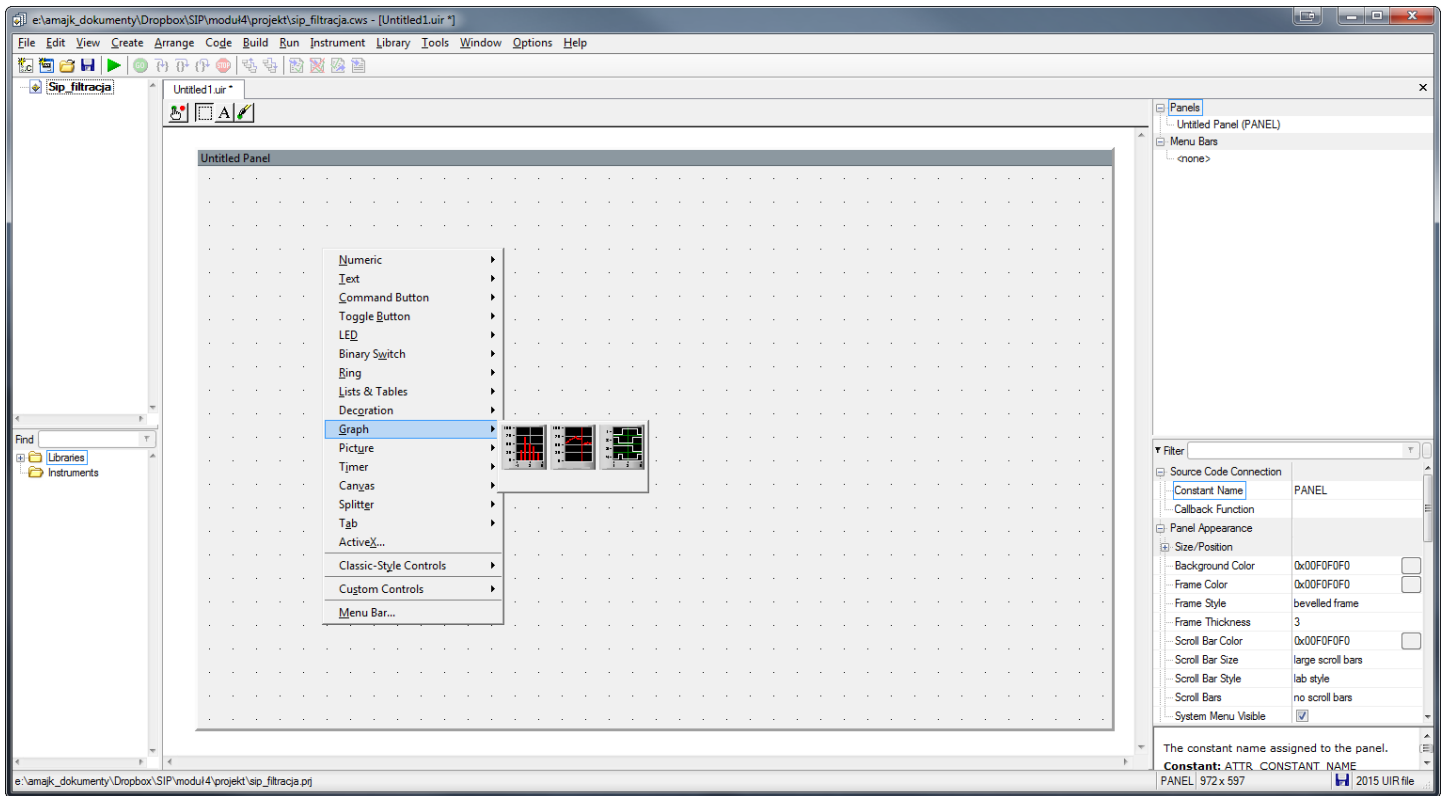 e:\amajk_dokumenty\Dropbox\SIP\moduł4\projekt\sip_filtracja.cws - [Untitled1.uir *]
File Edit View Create Arrange Code Build Run Instrument Library Tools Window Options Help
Sip_filtracja
Untitled1.uir *
A
Untitled Panel
Numeric
Text
Command Button
Toggle Button
LED
Binary Switch
Ring
Lists & Tables
Decoration
Graph
Picture
Timer
Canvas
Splitter
Tab
ActiveX...
Classic-Style Controls
Custom Controls
Menu Bar...
Find
Libraries
Instruments
Panels
Untitled Panel (PANEL)
Menu Bars
<none>
Filter
Source Code Connection
Constant Name PANEL
Callback Function
Panel Appearance
Size/Position
Background Color 0x00F0F0F0
Frame Color 0x00F0F0F0
Frame Style bevelled frame
Frame Thickness 3
Scroll Bar Color 0x00F0F0F0
Scroll Bar Size large scroll bars
Scroll Bar Style lab style
Scroll Bars no scroll bars
System Menu Visible
The constant name assigned to the panel.
Constant: ATTR_CONSTANT_NAME
e:\amajk_dokumenty\Dropbox\SIP\moduł4\projekt\sip_filtracja.prj
PANEL 972 x 597 2015 UIR file